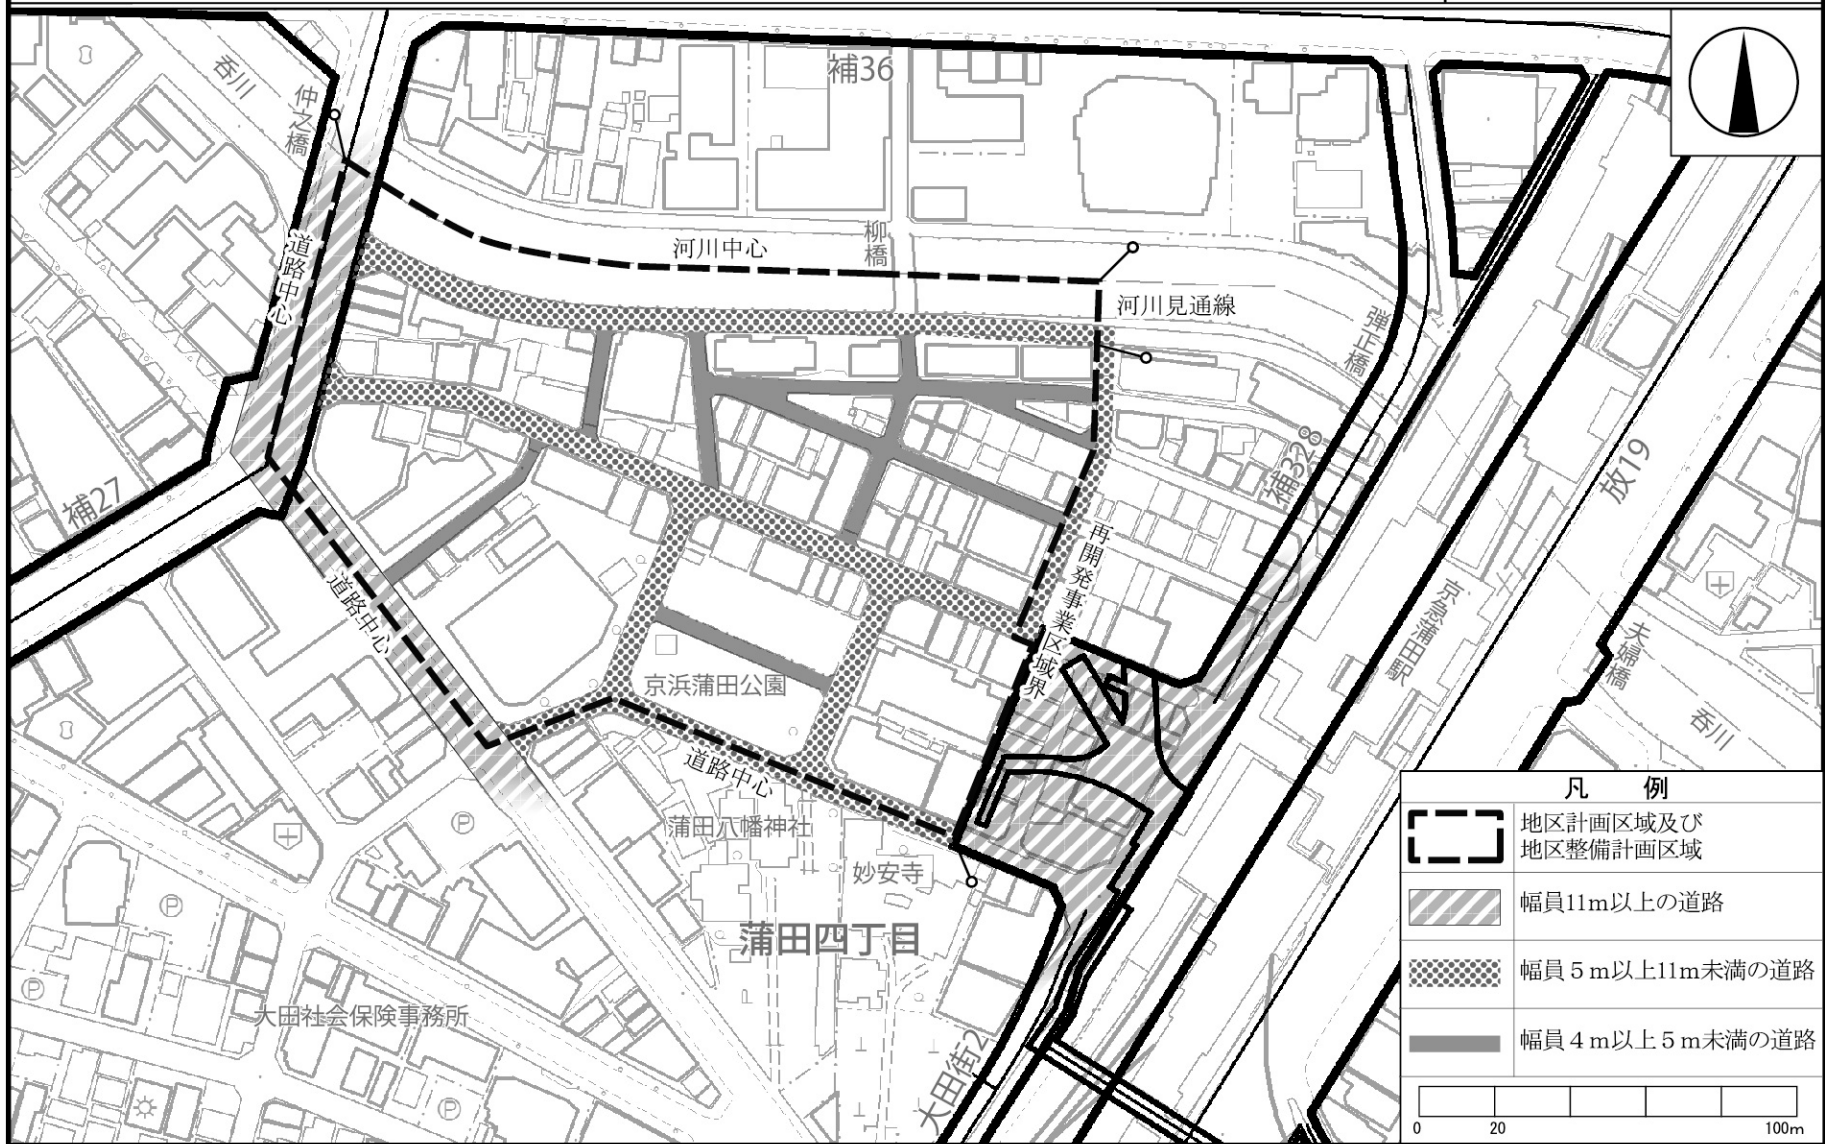 補36
呑川
仲之橋
柳橋
河川中心
道路中心
河川見通線
弾正橋
補328
放19
補27
再開発事業区域界
京急蒲田駅
夫婦橋
呑川
道路中心
京浜蒲田公園
道路中心
蒲田八幡神社
妙安寺
蒲田四丁目
大田社会保険事務所
大田街2
P
P
P
P
凡 例
地区計画区域及び
地区整備計画区域
幅員11m以上の道路
幅員5m以上11m未満の道路
幅員4m以上5m未満の道路
0 20 100m